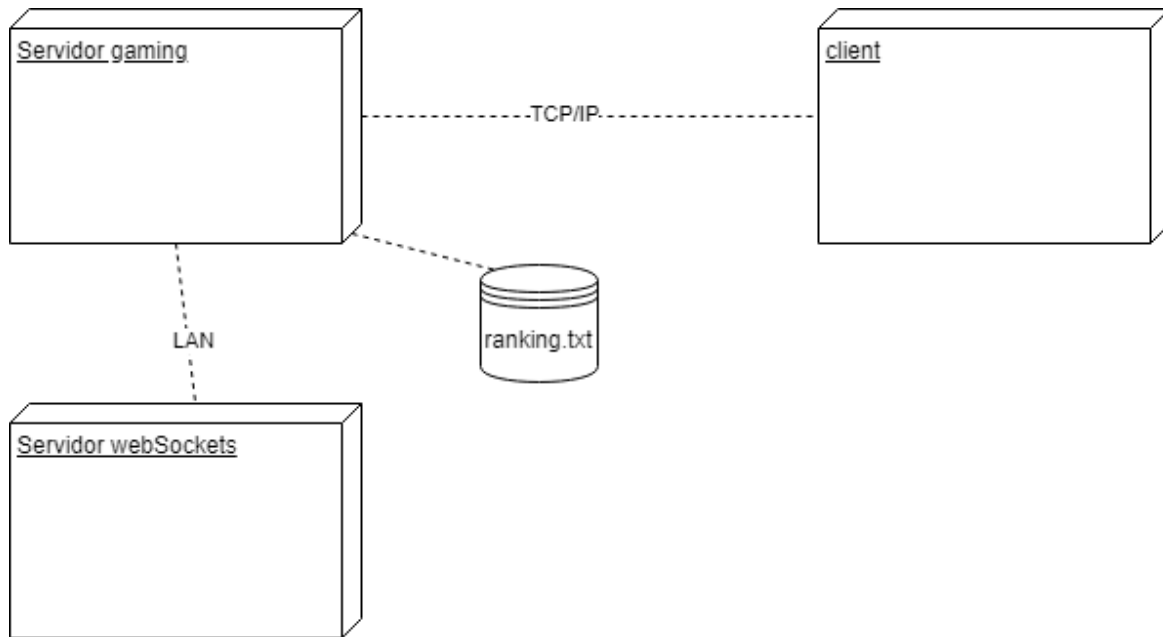 Servidor gaming
client
TCP/IP
LAN
ranking.txt
Servidor webSockets